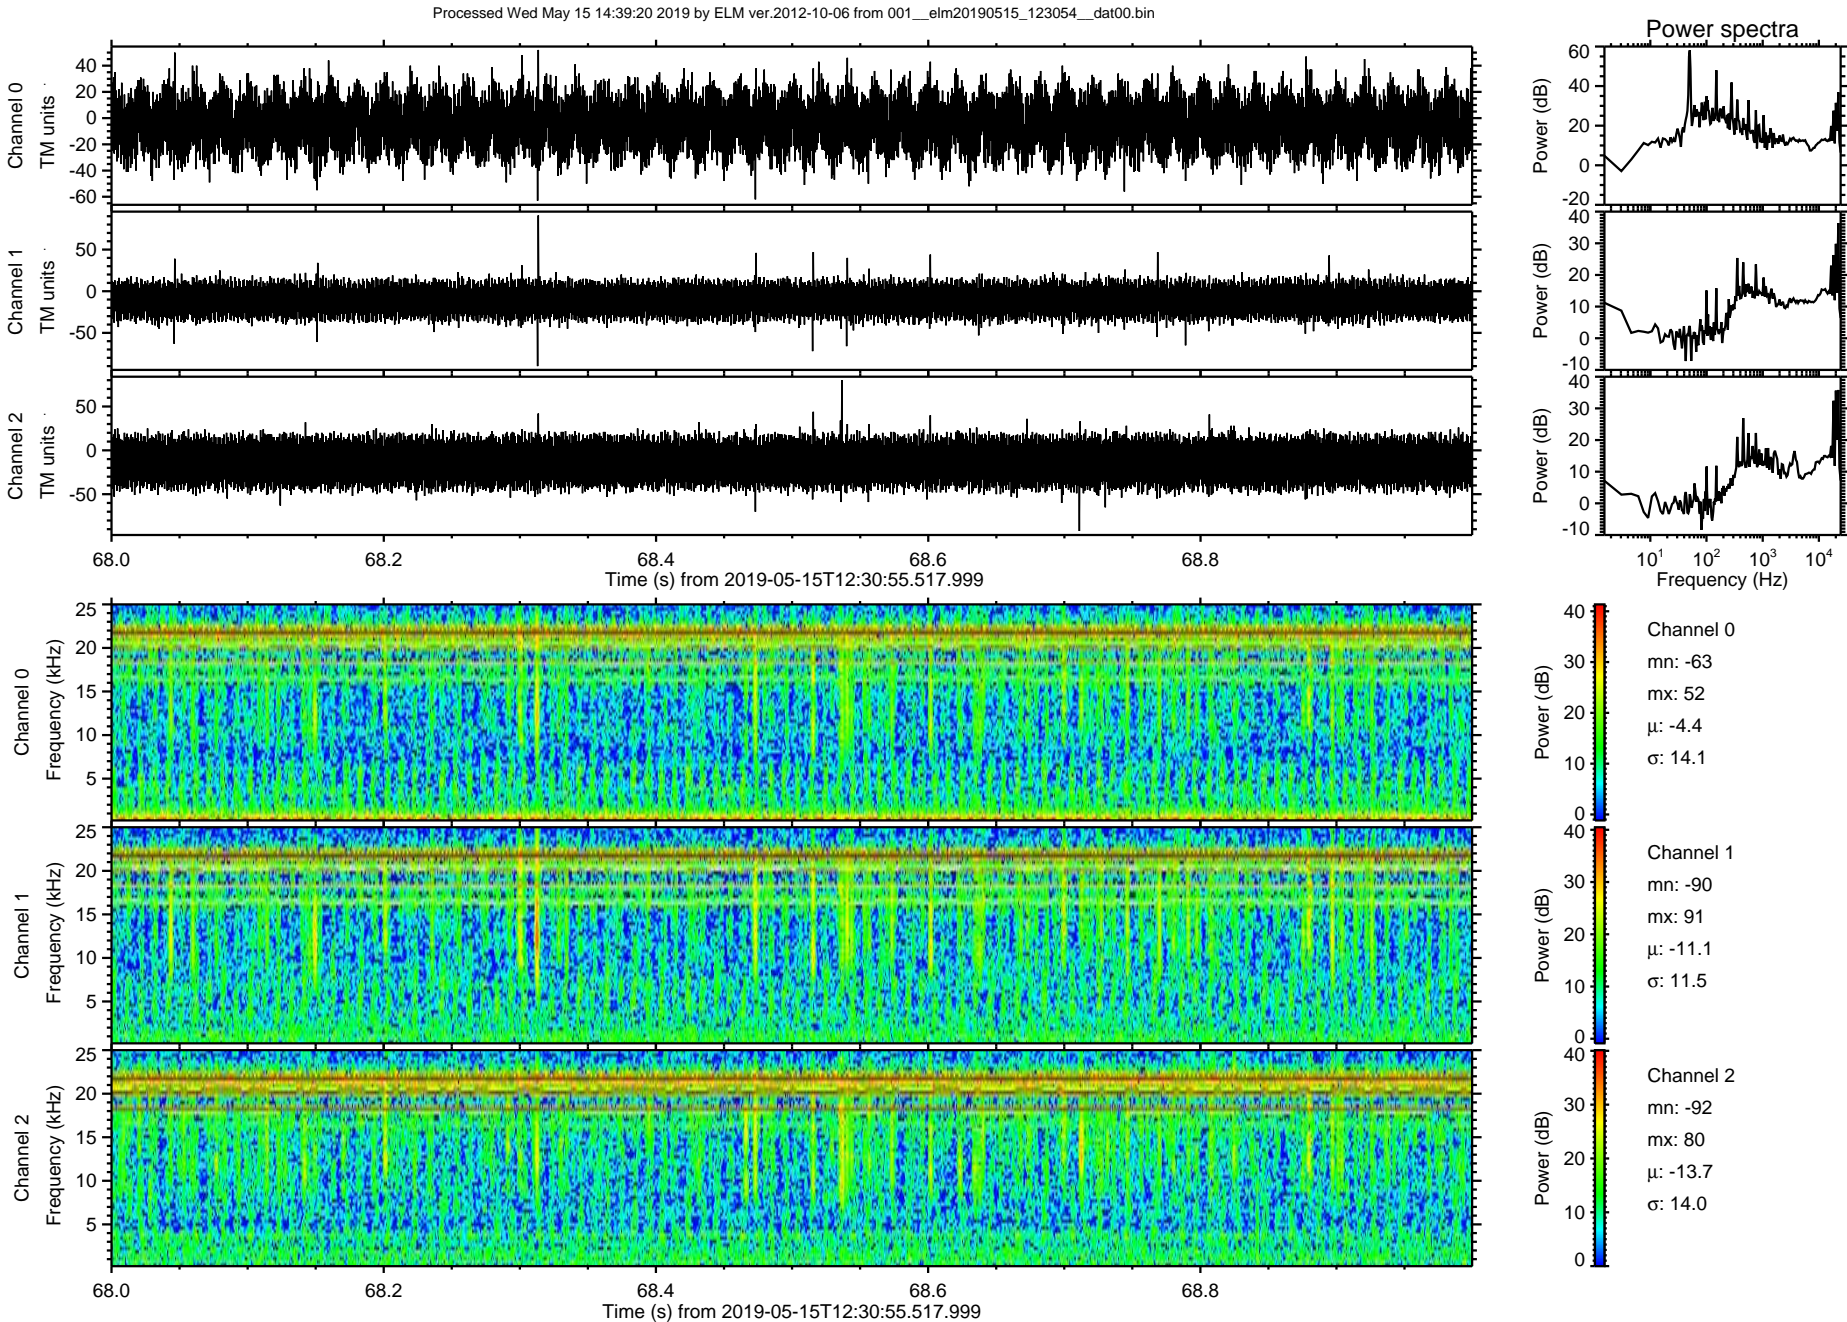 Processed Wed May 15 14:39:20 2019 by ELM ver.2012-10-06 from 001__elm20190515_123054__dat00.bin
Power spectra
Channel 0
TM units
40
20
0
-20
-40
-60
Power (dB)
60
40
20
0
-20
Channel 1
TM units
50
0
-50
Power (dB)
40
30
20
10
0
-10
Channel 2
TM units
50
0
-50
Power (dB)
40
30
20
10
0
-10
68.0 68.2 68.4 68.6 68.8
Time (s) from 2019-05-15T12:30:55.517.999
10¹ 10² 10³ 10⁴
Frequency (Hz)
Channel 0
Frequency (kHz)
25
20
15
10
5
Power (dB)
40
30
20
10
0
Channel 0
mn: -63
mx: 52
μ: -4.4
σ: 14.1
Channel 1
Frequency (kHz)
25
20
15
10
5
Power (dB)
40
30
20
10
0
Channel 1
mn: -90
mx: 91
μ: -11.1
σ: 11.5
Channel 2
Frequency (kHz)
25
20
15
10
5
Power (dB)
40
30
20
10
0
Channel 2
mn: -92
mx: 80
μ: -13.7
σ: 14.0
68.0 68.2 68.4 68.6 68.8
Time (s) from 2019-05-15T12:30:55.517.999